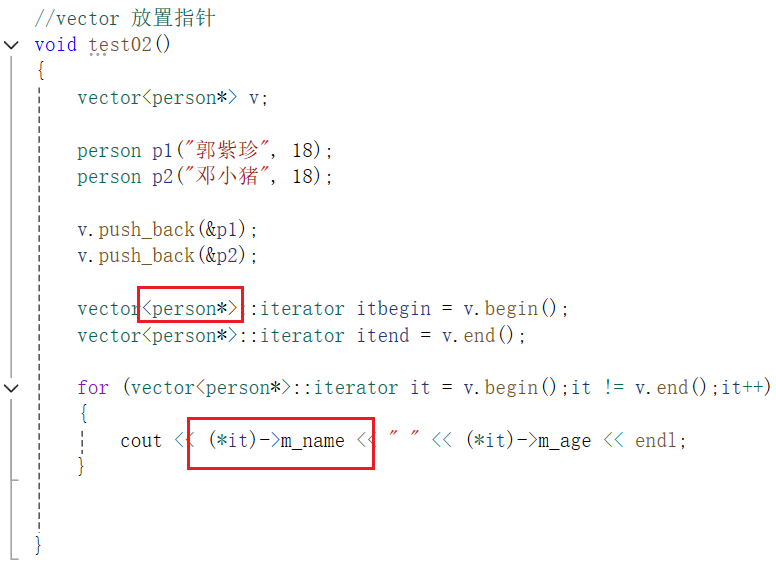 //vector 放置指针
void test02()
{
vector<person*> v;
person p1("郭紫珍", 18);
person p2("邓小猪", 18);
v.push_back(&p1);
v.push_back(&p2);
vector<person*>::iterator itbegin = v.begin();
vector<person*>::iterator itend = v.end();
for (vector<person*>::iterator it = v.begin();it != v.end();it++)
{
cout << (*it)->m_name << " " << (*it)->m_age << endl;
}
}